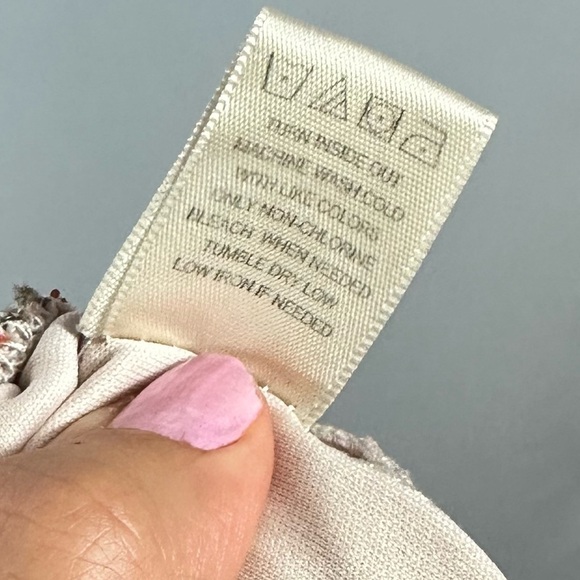 TURN INSIDE OUT
MACHINE WASH COLD
WITH LIKE COLORS
ONLY NON-CHLORINE
BLEACH WHEN NEEDED
TUMBLE DRY LOW
LOW IRON IF NEEDED